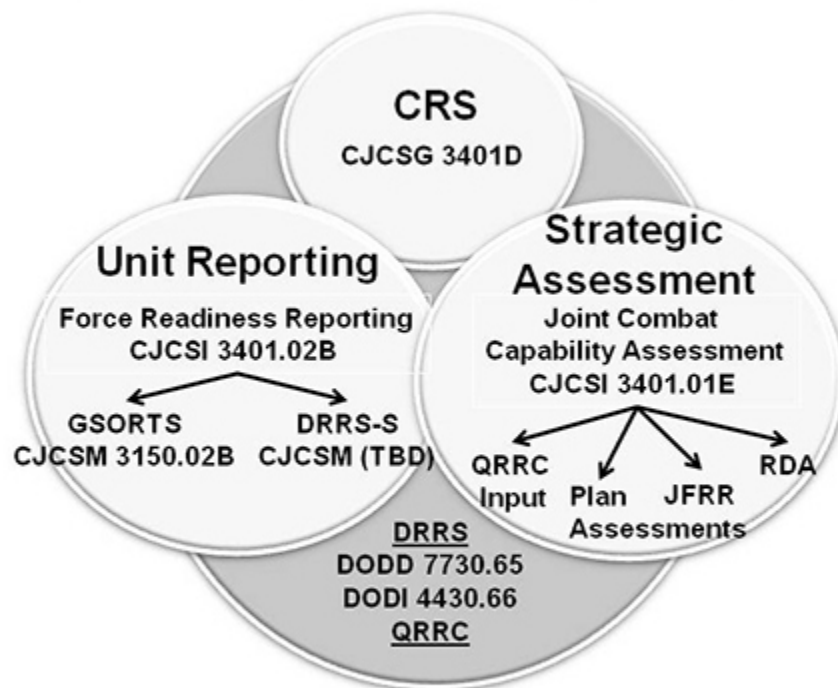 CRS
CJCSG 3401D
Unit Reporting
Force Readiness Reporting
CJCSI 3401.02B
GSORTS
CJCSM 3150.02B
DRRS-S
CJCSM (TBD)
Strategic
Assessment
Joint Combat
Capability Assessment
CJCSI 3401.01E
QRRC
Input
Plan
Assessments
JFRR
RDA
DRRS
DODD 7730.65
DODI 4430.66
QRRC